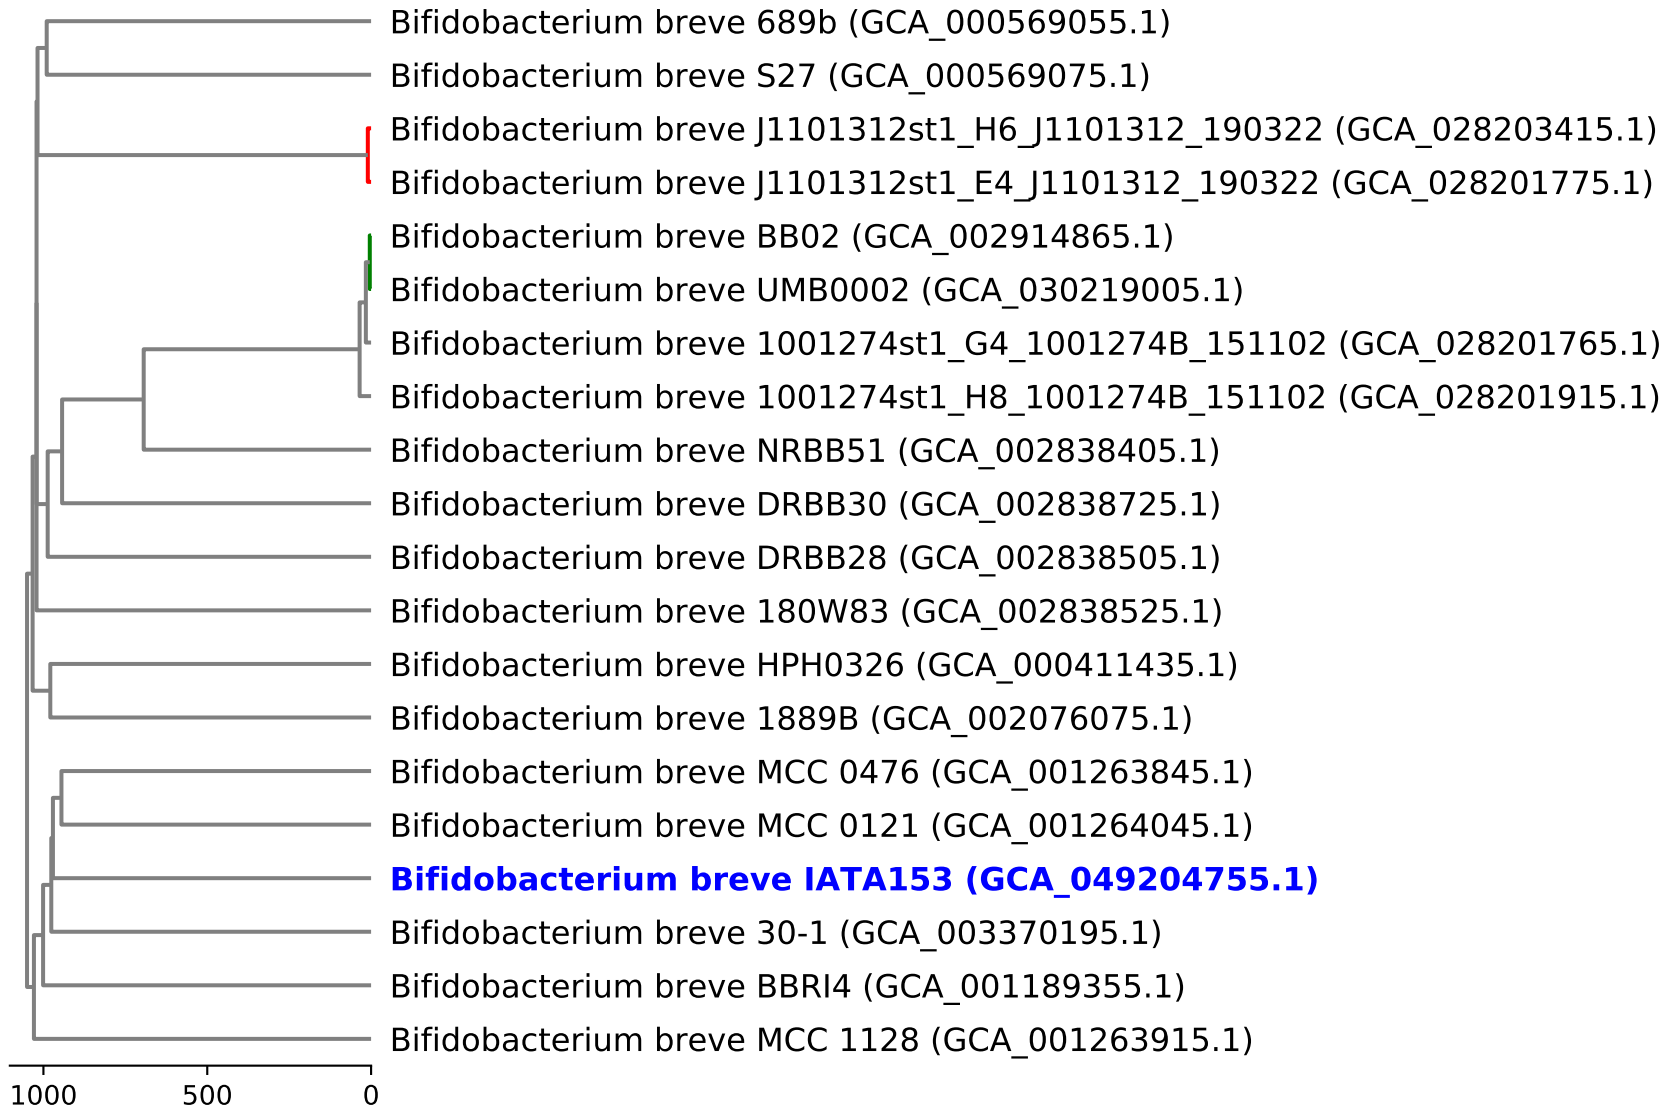 Bifidobacterium breve 689b (GCA_000569055.1)
Bifidobacterium breve S27 (GCA_000569075.1)
Bifidobacterium breve J1101312st1_H6_J1101312_190322 (GCA_028203415.1)
Bifidobacterium breve J1101312st1_E4_J1101312_190322 (GCA_028201775.1)
Bifidobacterium breve BB02 (GCA_002914865.1)
Bifidobacterium breve UMB0002 (GCA_030219005.1)
Bifidobacterium breve 1001274st1_G4_1001274B_151102 (GCA_028201765.1)
Bifidobacterium breve 1001274st1_H8_1001274B_151102 (GCA_028201915.1)
Bifidobacterium breve NRBB51 (GCA_002838405.1)
Bifidobacterium breve DRBB30 (GCA_002838725.1)
Bifidobacterium breve DRBB28 (GCA_002838505.1)
Bifidobacterium breve 180W83 (GCA_002838525.1)
Bifidobacterium breve HPH0326 (GCA_000411435.1)
Bifidobacterium breve 1889B (GCA_002076075.1)
Bifidobacterium breve MCC 0476 (GCA_001263845.1)
Bifidobacterium breve MCC 0121 (GCA_001264045.1)
Bifidobacterium breve IATA153 (GCA_049204755.1)
Bifidobacterium breve 30-1 (GCA_003370195.1)
Bifidobacterium breve BBRI4 (GCA_001189355.1)
Bifidobacterium breve MCC 1128 (GCA_001263915.1)
1000 500 0